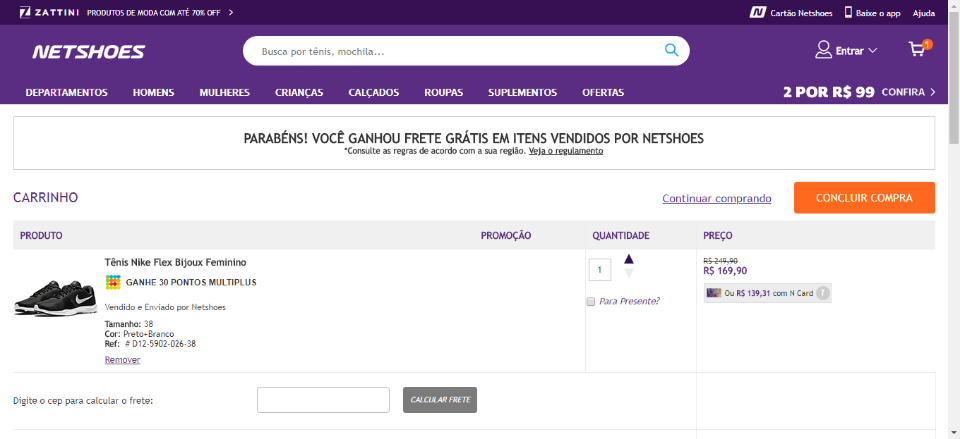 ZATTINI PRODUTOS DE MODA COM ATÉ 70% OFF
N Cartão Netshoes Baixe o app Ajuda
NETSHOES
Busca por tênis, mochila...
Entrar
1
DEPARTAMENTOS HOMENS MULHERES CRIANÇAS CALÇADOS ROUPAS SUPLEMENTOS OFERTAS
2 POR R$ 99 CONFIRA
PARABÉNS! VOCÊ GANHOU FRETE GRÁTIS EM ITENS VENDIDOS POR NETSHOES
*Consulte as regras de acordo com a sua região. Veja o regulamento
CARRINHO
Continuar comprando
CONCLUIR COMPRA
PRODUTO PROMOÇÃO QUANTIDADE PREÇO
Tênis Nike Flex Bijoux Feminino
GANHE 30 PONTOS MULTIPLUS
Vendido e Enviado por Netshoes
Tamanho: 38
Cor: Preto+Branco
Ref: # D12-5902-026-38
Remover
1
Para Presente?
R$ 249,90
R$ 169,90
Ou R$ 139,31 com N Card ?
Digite o cep para calcular o frete:
CALCULAR FRETE